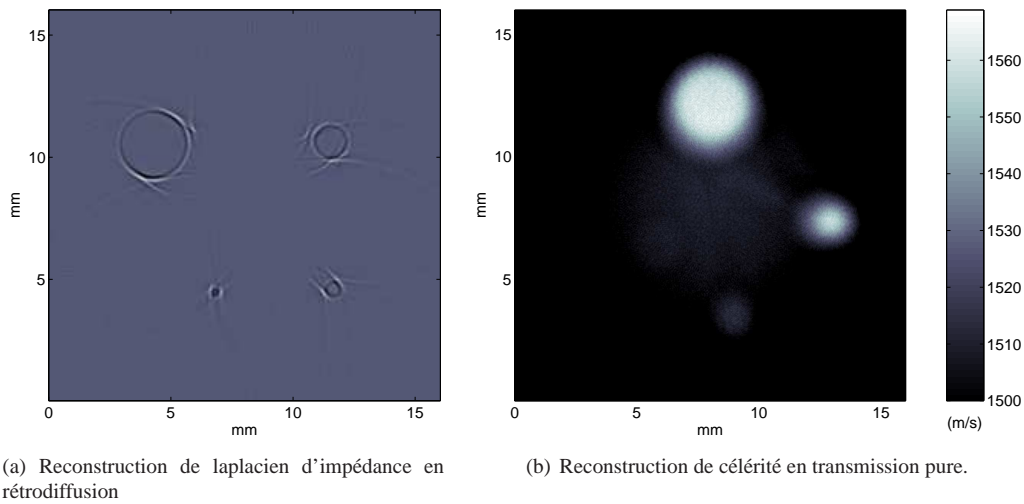 15
10
5
0
5
10
15
mm
mm
15
10
5
0
5
10
15
mm
mm
1560
1550
1540
1530
1520
1510
1500
(m/s)
(a) Reconstruction de laplacien d'impédance en
rétrodiffusion
(b) Reconstruction de célérité en transmission pure.